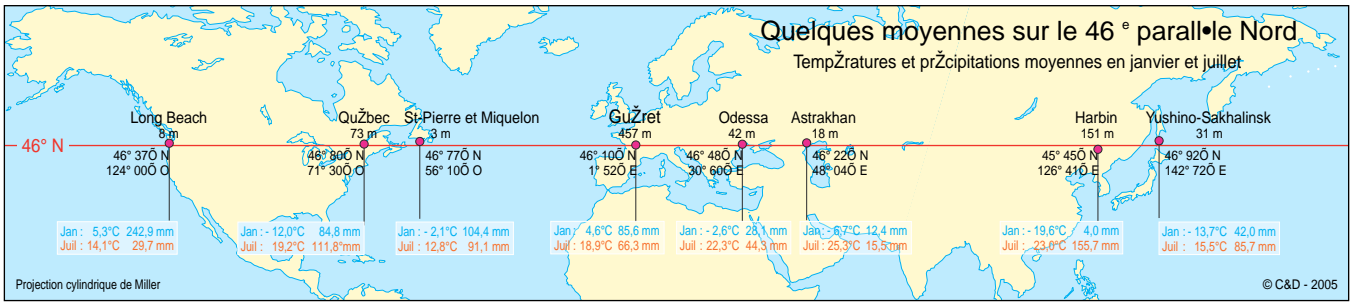 Quelques moyennes sur le 46 e parall•le Nord
TempŽratures et prŽcipitations moyennes en janvier et juillet
Long Beach
8 m
46° 37Õ N
124° 00Õ O
Jan : 5,3°C 242,9 mm
Juil : 14,1°C 29,7 mm
QuŽbec
73 m
46° 80Õ N
71° 30Õ O
Jan : - 12,0°C 84,8 mm
Juil : 19,2°C 111,8°mm
St-Pierre et Miquelon
3 m
46° 77Õ N
56° 10Õ O
Jan : - 2,1°C 104,4 mm
Juil : 12,8°C 91,1 mm
GuŽret
457 m
46° 10Õ N
1° 52Õ E
Jan : 4,6°C 85,6 mm
Juil : 18,9°C 66,3 mm
Odessa
42 m
46° 48Õ N
30° 60Õ E
Jan : - 2,6°C 28,1 mm
Juil : 22,3°C 44,3 mm
Astrakhan
18 m
46° 22Õ N
48° 04Õ E
Jan : - 6,7°C 12,4 mm
Juil : 25,3°C 15,5 mm
Harbin
151 m
45° 45Õ N
126° 41Õ E
Jan : - 19,6°C 4,0 mm
Juil : 23,0°C 155,7 mm
Yushino-Sakhalinsk
31 m
46° 92Õ N
142° 72Õ E
Jan : - 13,7°C 42,0 mm
Juil : 15,5°C 85,7 mm
46° N
Projection cylindrique de Miller
© C&D - 2005